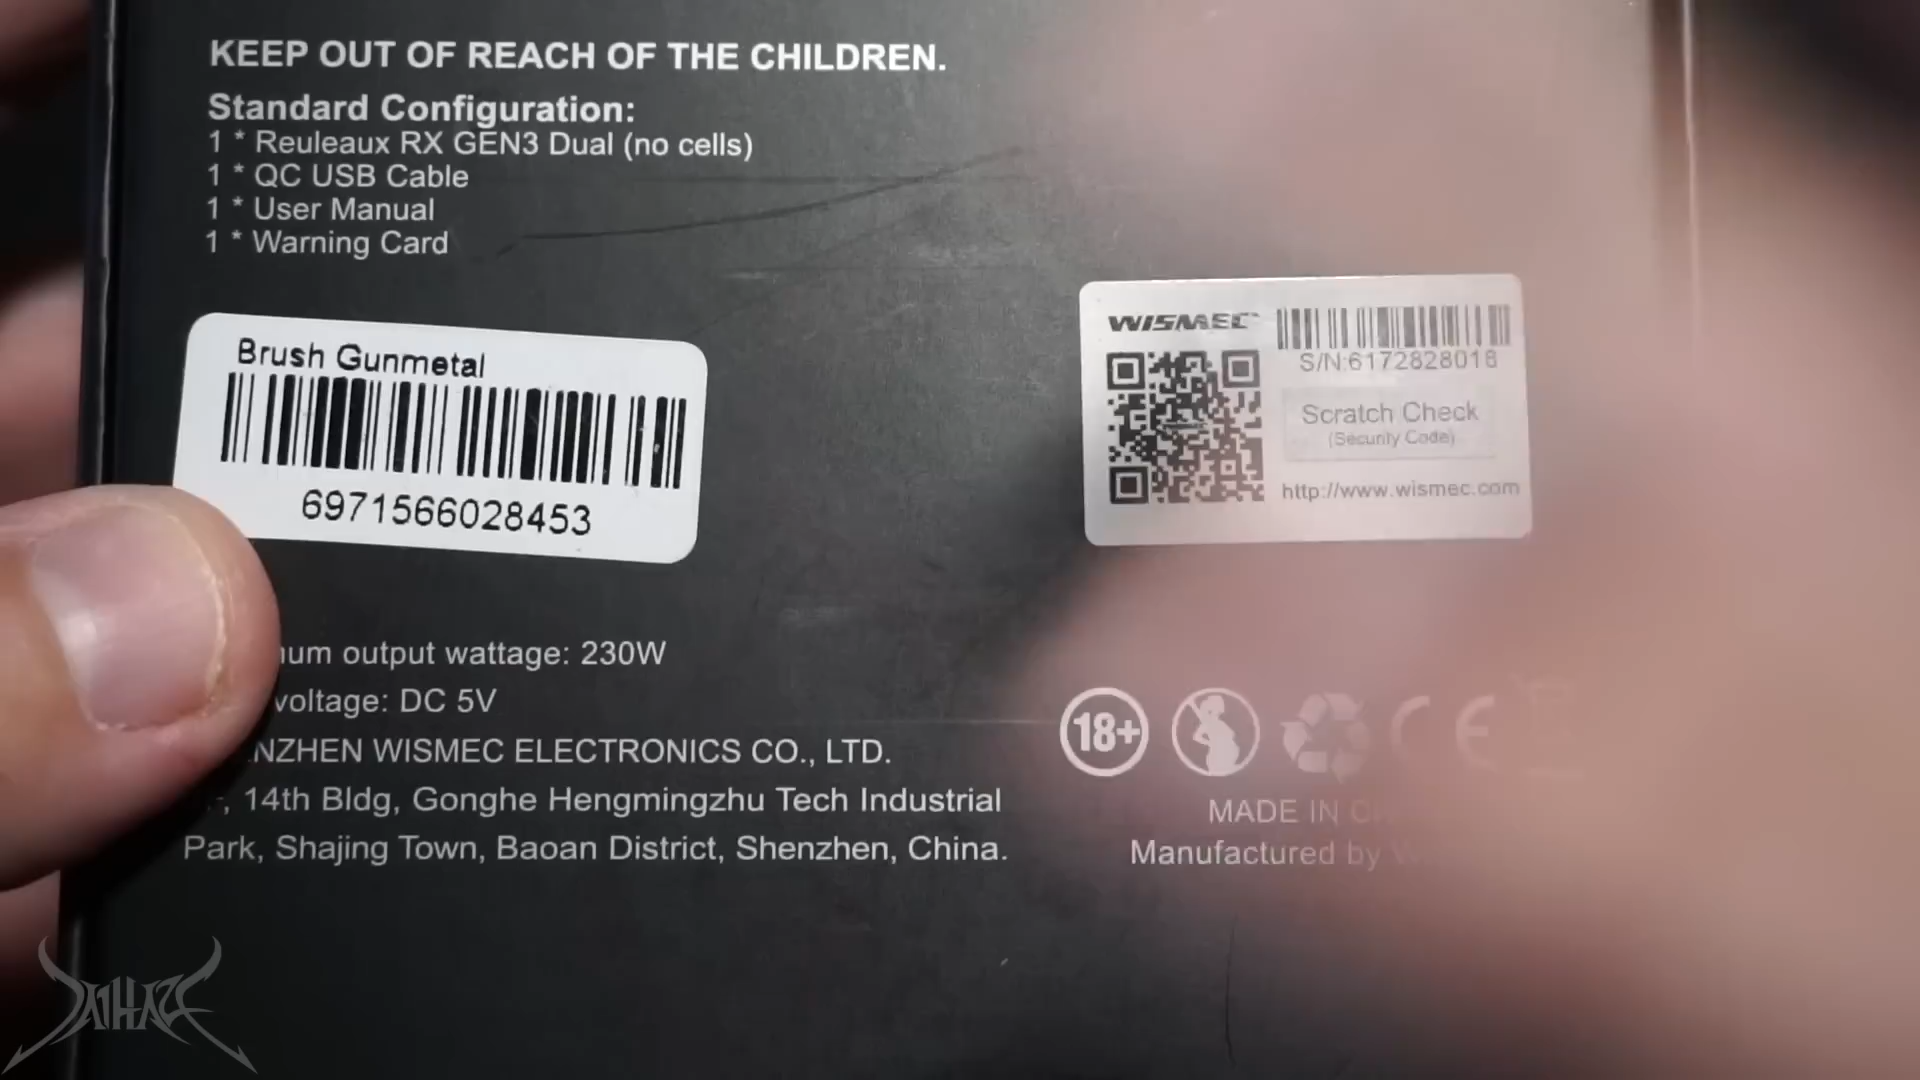 KEEP OUT OF REACH OF THE CHILDREN.
Standard Configuration:
1 * Reuleaux RX GEN3 Dual (no cells)
1 * QC USB Cable
1 * User Manual
1 * Warning Card
Brush Gunmetal
6971566028453
WISMEC
S/N:6172828018
Scratch Check
(Security Code)
http://www.wismec.com
output wattage: 230W
voltage: DC 5V
WISMEC ELECTRONICS CO., LTD.
14th Bldg, Gonghe Hengmingzhu Tech Industrial
Park, Shajing Town, Baoan District, Shenzhen, China.
18+
CE
MADE IN
Manufactured by